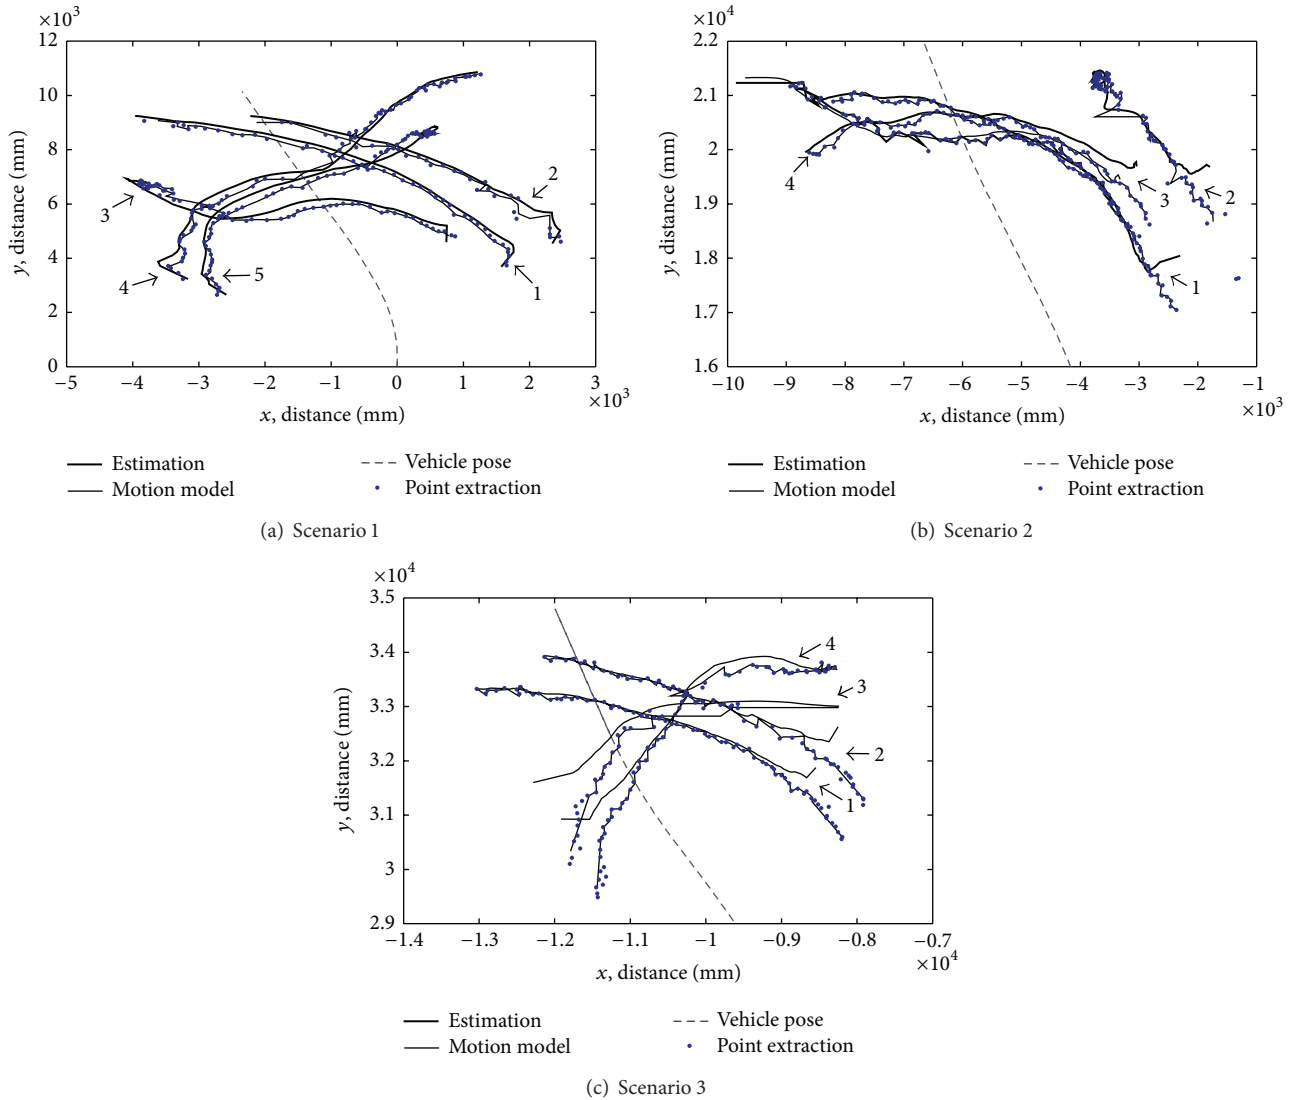 ×10³
12
10
8
6
4
2
0
y, distance (mm)
−5 −4 −3 −2 −1 0 1 2 3
×10³
x, distance (mm)
1
2
3
4
5
Estimation
Motion model
Vehicle pose
Point extraction
(a) Scenario 1
×10⁴
2.2
2.1
2
1.9
1.8
1.7
1.6
y, distance (mm)
−10 −9 −8 −7 −6 −5 −4 −3 −2 −1
×10³
x, distance (mm)
1
2
3
4
Estimation
Motion model
Vehicle pose
Point extraction
(b) Scenario 2
×10⁴
3.5
3.4
3.3
3.2
3.1
3
2.9
y, distance (mm)
−1.4 −1.3 −1.2 −1.1 −1 −0.9 −0.8 −0.7
×10⁴
x, distance (mm)
4
3
2
1
Estimation
Motion model
Vehicle pose
Point extraction
(c) Scenario 3